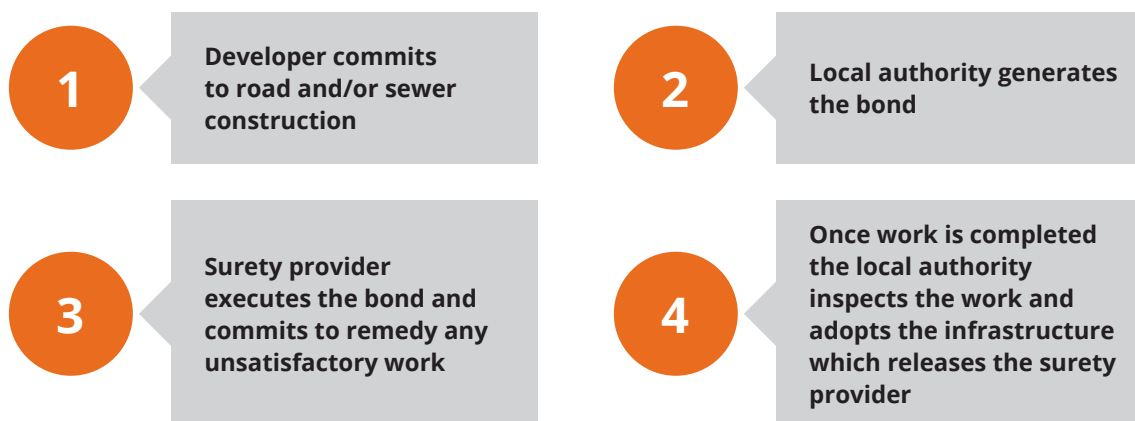 1
Developer commits
to road and/or sewer
construction
2
Local authority generates
the bond
3
Surety provider
executes the bond and
commits to remedy any
unsatisfactory work
4
Once work is completed
the local authority
inspects the work and
adopts the infrastructure
which releases the surety
provider